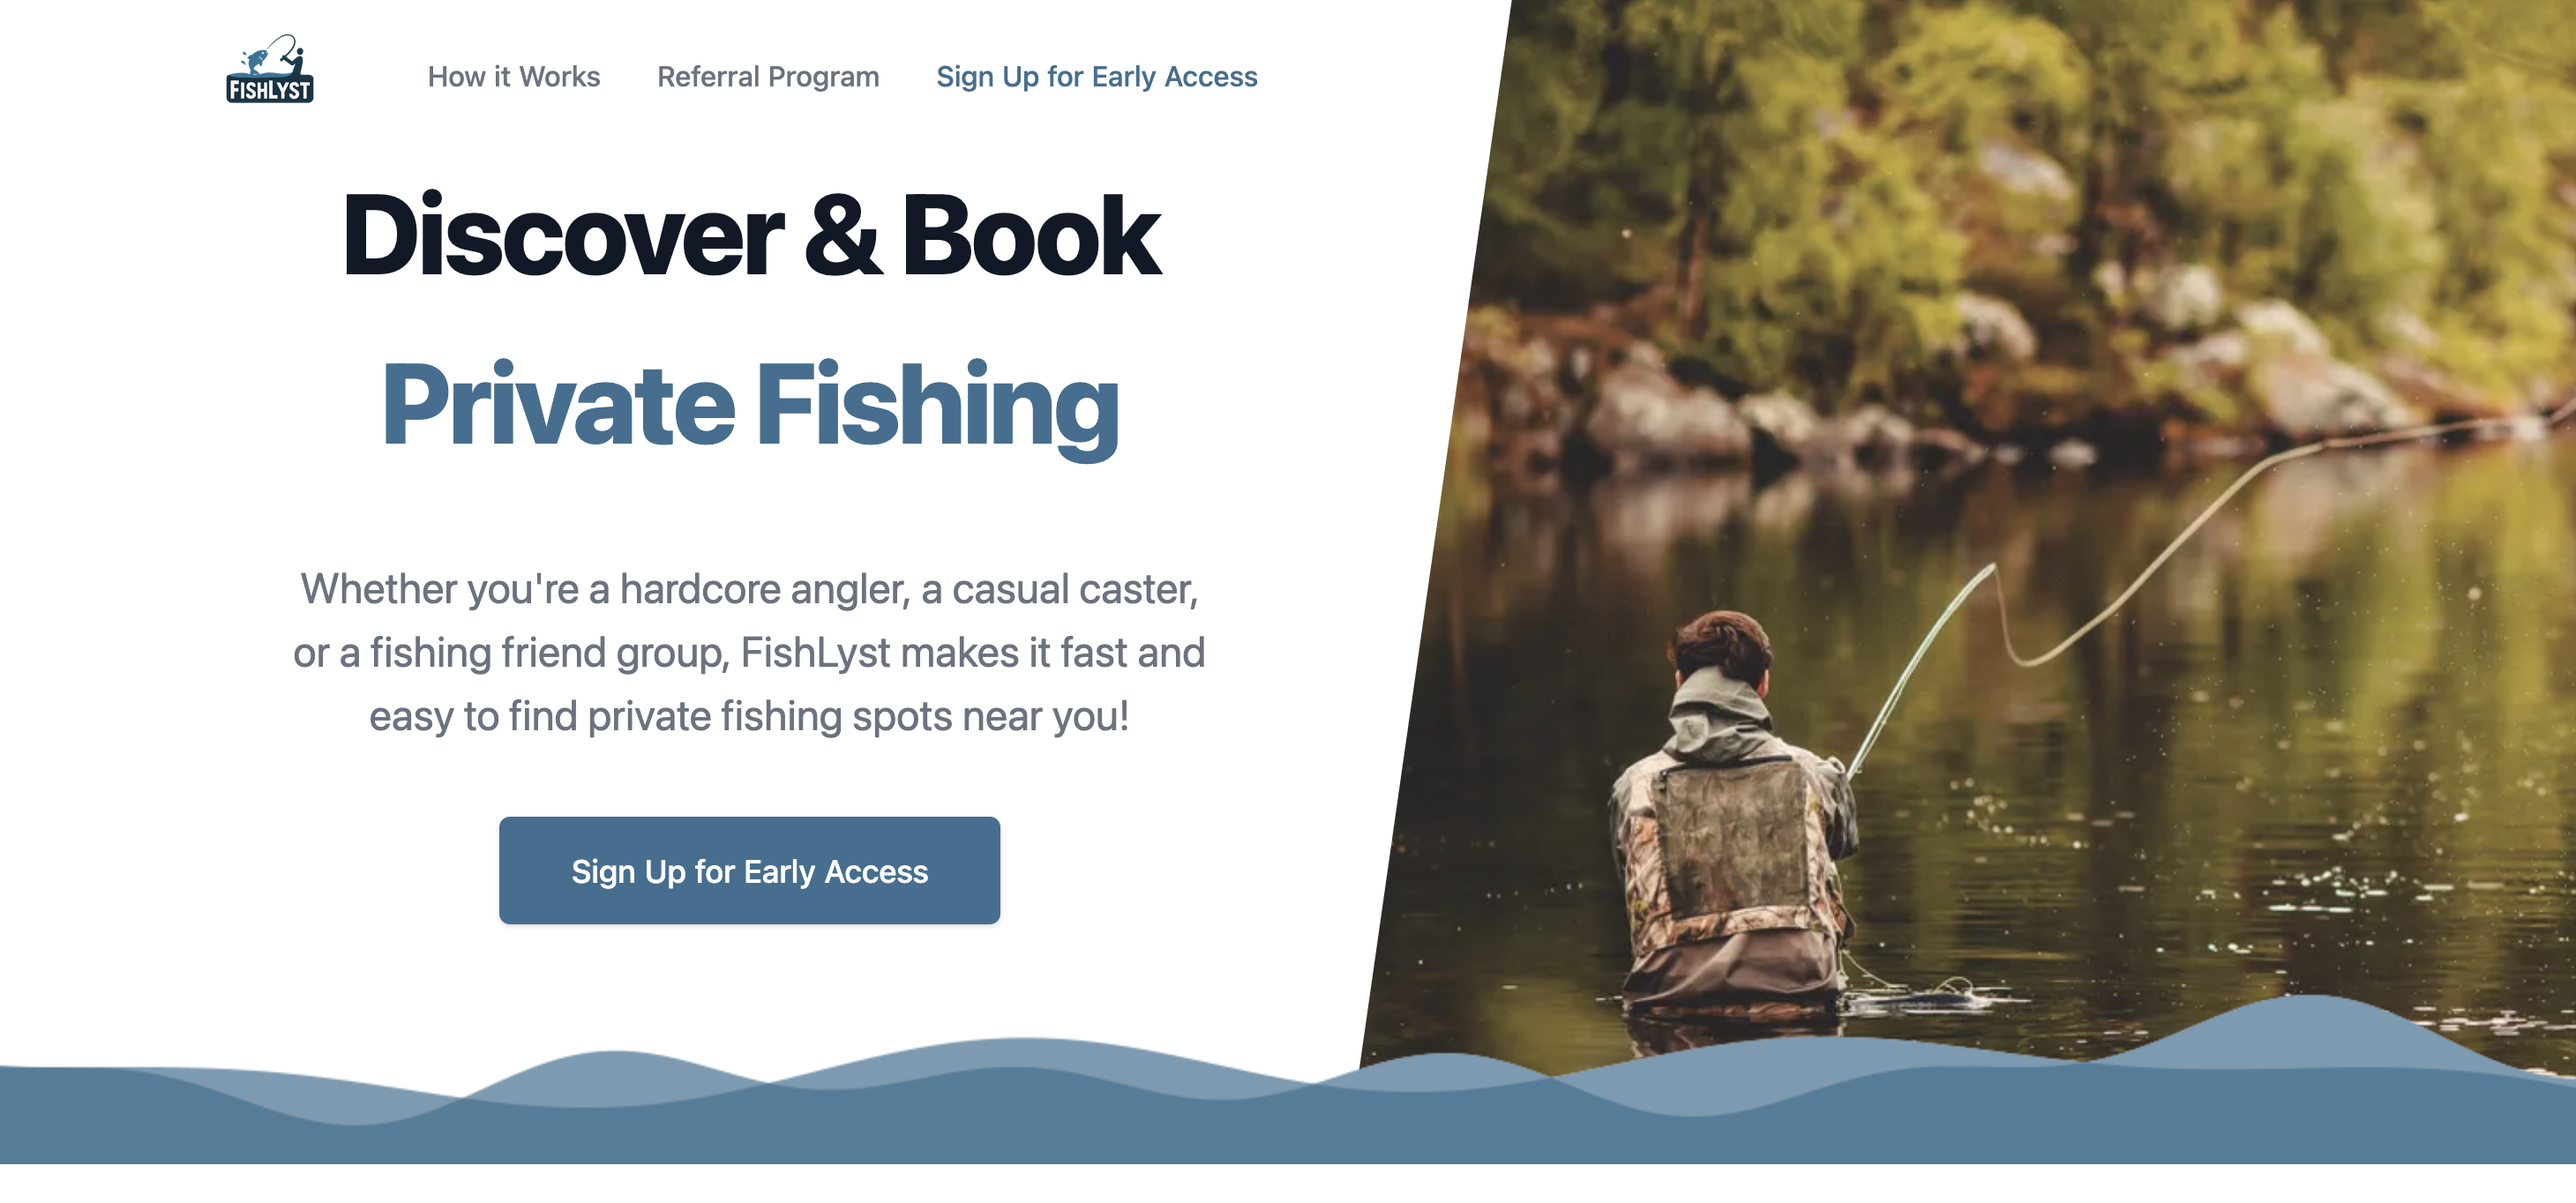 FISHLYST
How it Works
Referral Program
Sign Up for Early Access
Discover & Book
Private Fishing
Whether you're a hardcore angler, a casual caster,
or a fishing friend group, FishLyst makes it fast and
easy to find private fishing spots near you!
Sign Up for Early Access